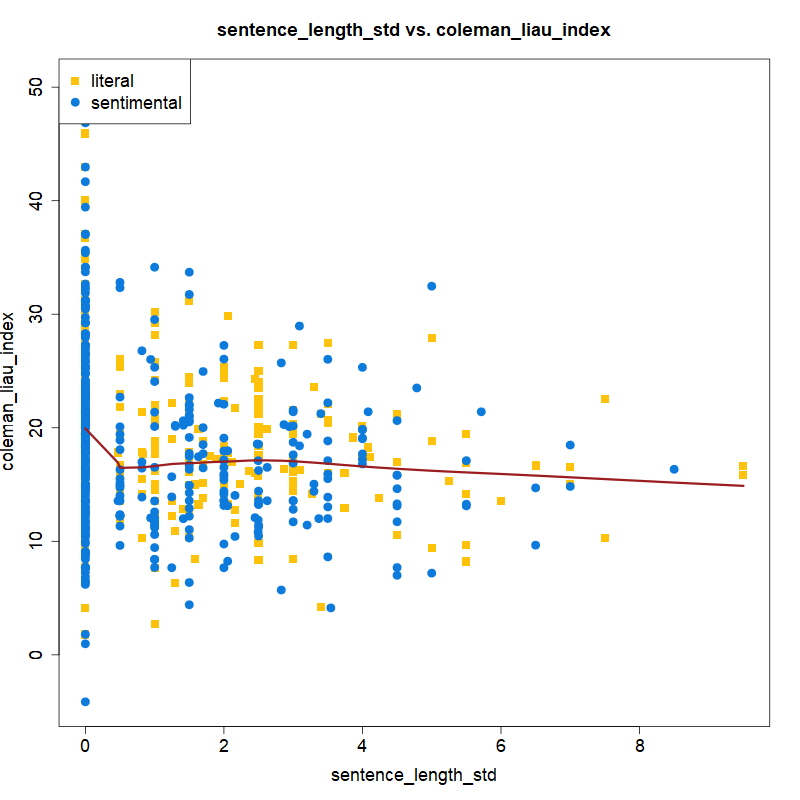 sentence_length_std vs. coleman_liau_index
literal
sentimental
50
40
30
20
10
0
coleman_liau_index
0 2 4 6 8
sentence_length_std